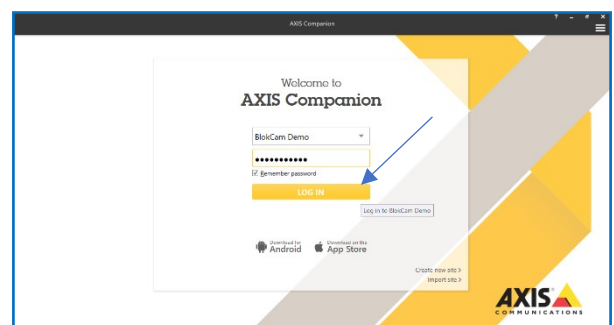 AXIS Companion
Welcome to
AXIS Companion
BlokCam Demo
Remember password
LOG IN
Log in to BlokCam Demo
Download for
Android
Download on the
App Store
Create new site >
Import site >
AXIS
COMMUNICATIONS